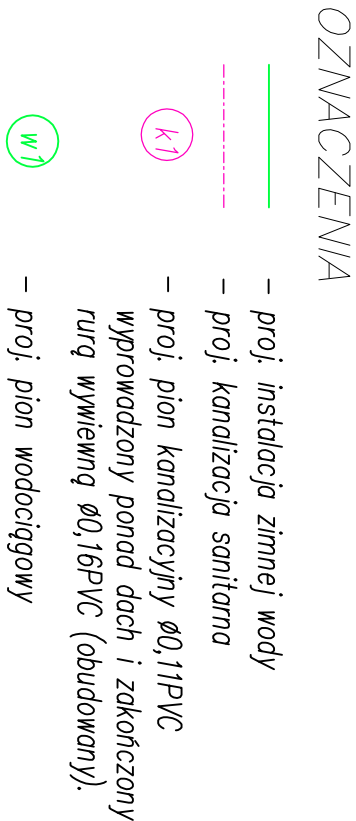 OZNACZENIA
- proj. instalacja zimnej wody
- proj. kanalizacja sanitarna
k1 - proj. pion kanalizacyjny ø0,11PVC
wyprowadzony ponad dach i zakończony
rurą wywiewną ø0,16PVC (obudowany).
w1 - proj. pion wodociągowy